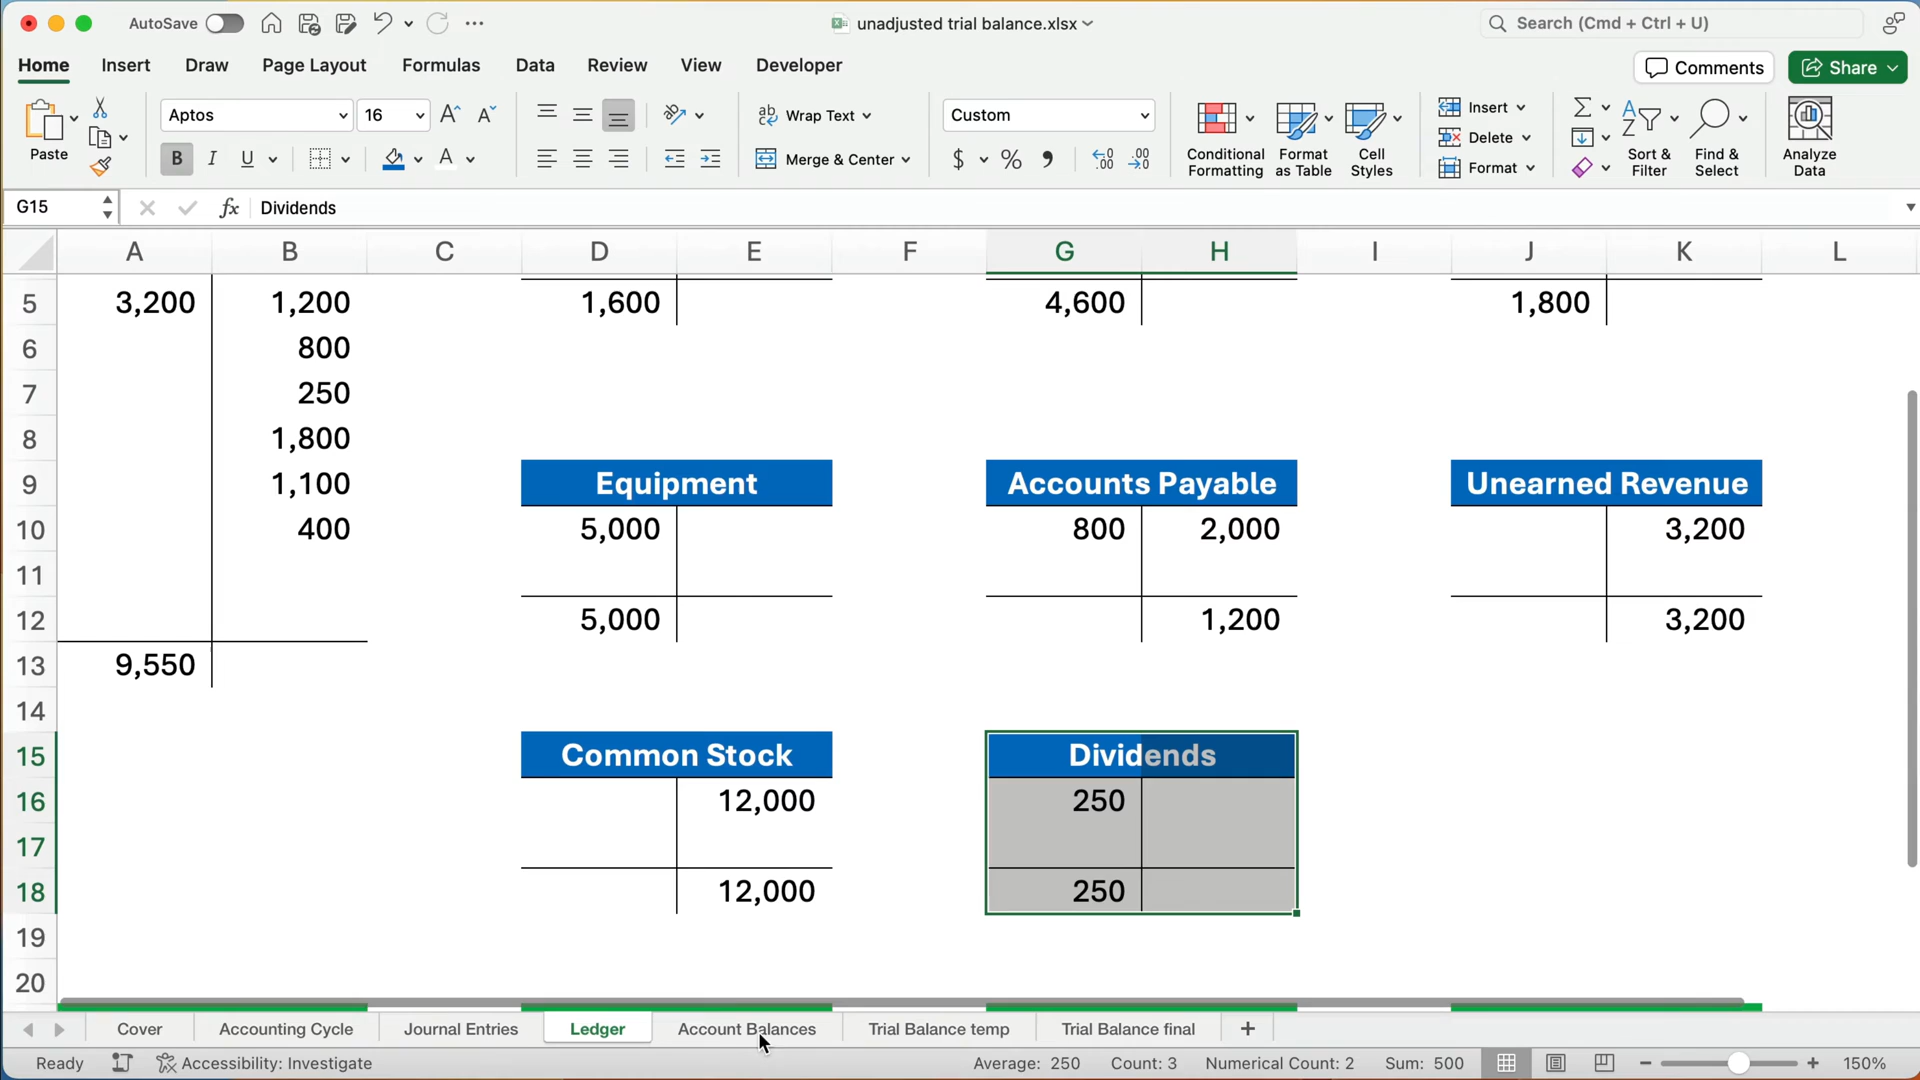 AutoSave
unadjusted trial balance.xlsx
Search (Cmd + Ctrl + U)
Home Insert Draw Page Layout Formulas Data Review View Developer
Comments Share
Paste
Aptos 16
B I U A
Wrap Text
Merge & Center
Custom
$ % 9
Conditional Formatting
Format as Table
Cell Styles
Insert
Delete
Format
Sort & Filter
Find & Select
Analyze Data
G15 fx Dividends
A B C D E F G H I J K L
5 3,200 1,200 1,600 4,600 1,800
6 800
7 250
8 1,800
9 1,100 Equipment Accounts Payable Unearned Revenue
10 400 5,000 800 2,000 3,200
11
12 5,000 1,200 3,200
13 9,550
14
15 Common Stock Dividends
16 12,000 250
17
18 12,000 250
19
20
Cover Accounting Cycle Journal Entries Ledger Account Balances Trial Balance temp Trial Balance final +
Ready Accessibility: Investigate Average: 250 Count: 3 Numerical Count: 2 Sum: 500 150%